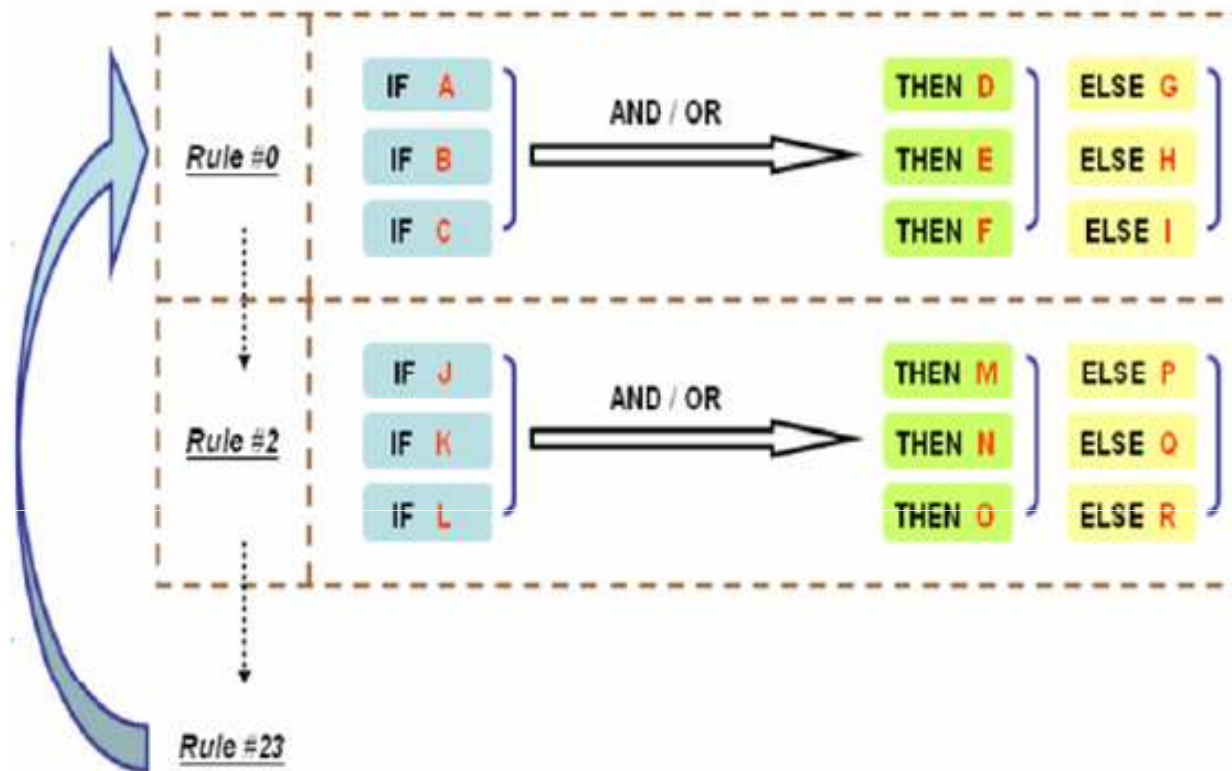 IF A THEN D ELSE G
AND / OR
Rule #0 IF B THEN E ELSE H
IF C THEN F ELSE I
IF J THEN M ELSE P
AND / OR
Rule #2 IF K THEN N ELSE Q
IF L THEN O ELSE R
Rule #23